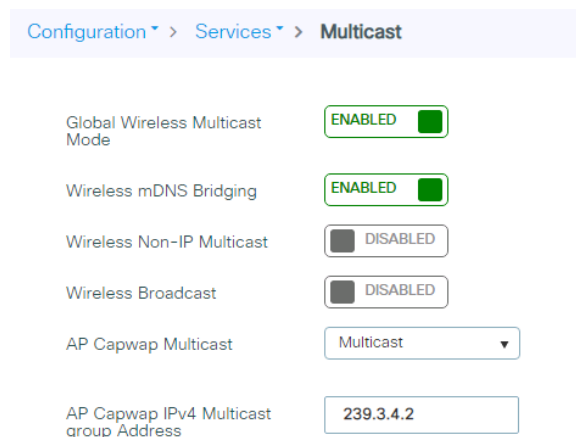 Configuration > Services > Multicast
Global Wireless Multicast ENABLED
Mode
Wireless mDNS Bridging ENABLED
Wireless Non-IP Multicast DISABLED
Wireless Broadcast DISABLED
AP Capwap Multicast Multicast
AP Capwap IPv4 Multicast 239.3.4.2
group Address